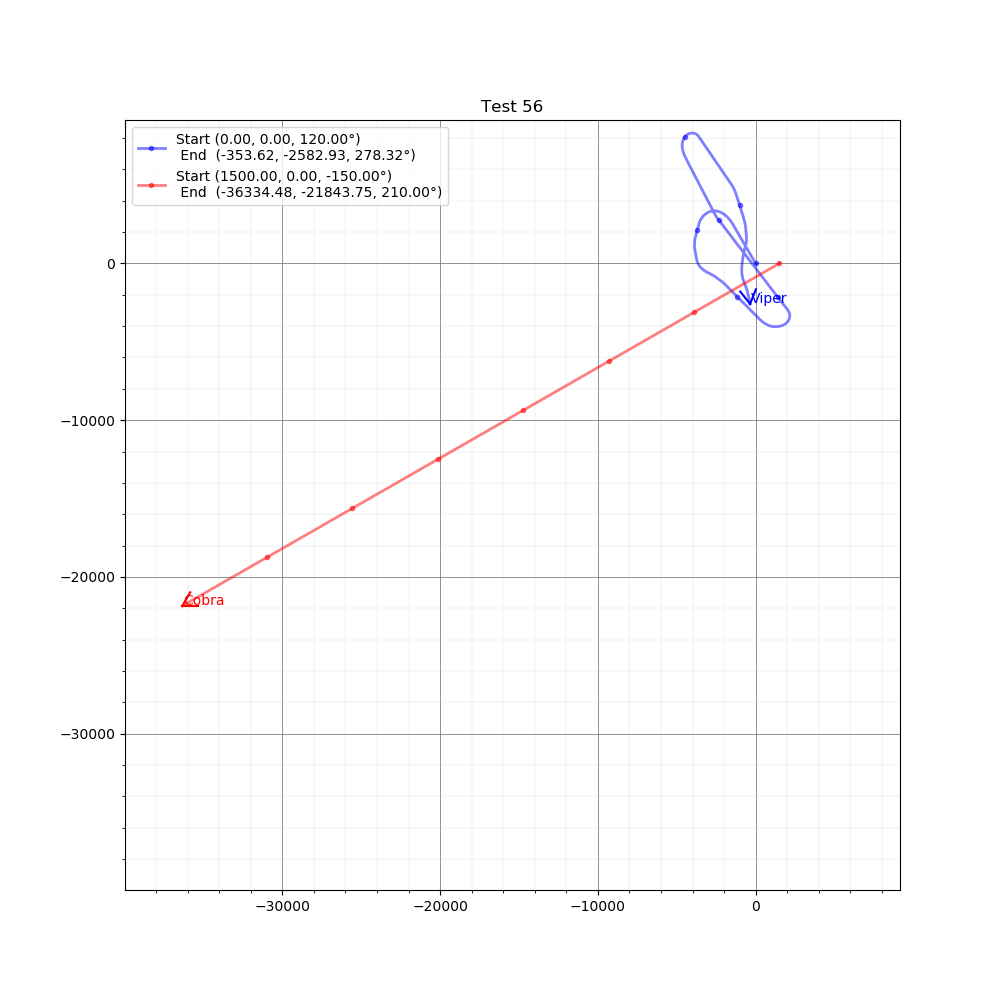 Test 56
Start (0.00, 0.00, 120.00°)
End  (-353.62, -2582.93, 278.32°)
Start (1500.00, 0.00, -150.00°)
End  (-36334.48, -21843.75, 210.00°)
0
Viper
−10000
−20000
Cobra
−30000
−30000 −20000 −10000 0